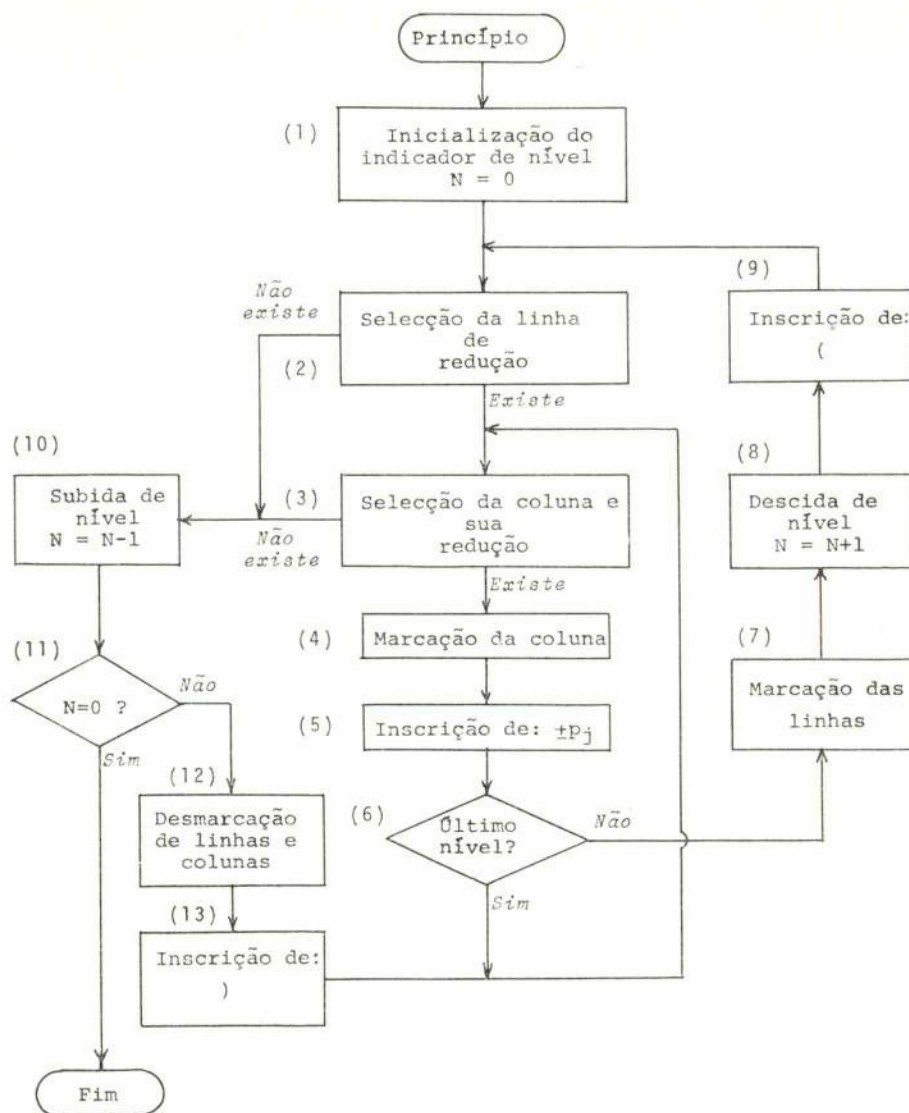 Princípio
(1)
Inicialização do
indicador de nível
N = 0
(2)
Selecção da linha
de
redução
Não
existe
Existe
(3)
Selecção da coluna e
sua
redução
Não
existe
Existe
(4)
Marcação da coluna
(5)
Inscrição de: ±pj
(6)
Último
nível?
Não
Sim
(7)
Marcação das
linhas
(8)
Descida de
nível
N = N+1
(9)
Inscrição de:
(
(10)
Subida de
nível
N = N-1
(11)
N=0 ?
Não
Sim
(12)
Desmarcação
de linhas e
colunas
(13)
Inscrição de:
)
Fim